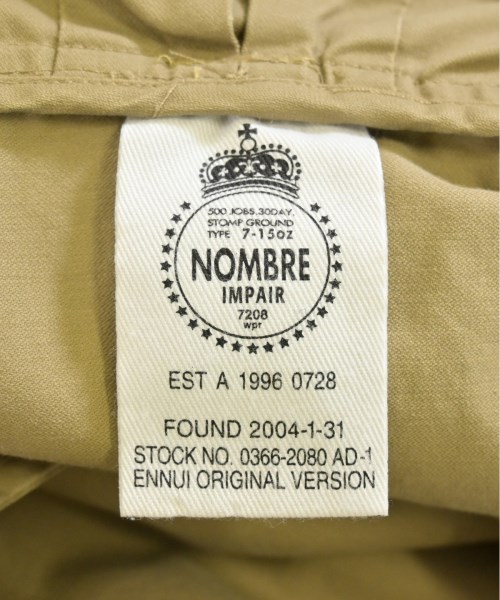 500 JOBS.30DAY.
STOMP GROUND
TYPE 7-15oz
NOMBRE
IMPAIR
7208
wpr
EST A 1996 0728
FOUND 2004-1-31
STOCK NO. 0366-2080 AD-1
ENNUI ORIGINAL VERSION